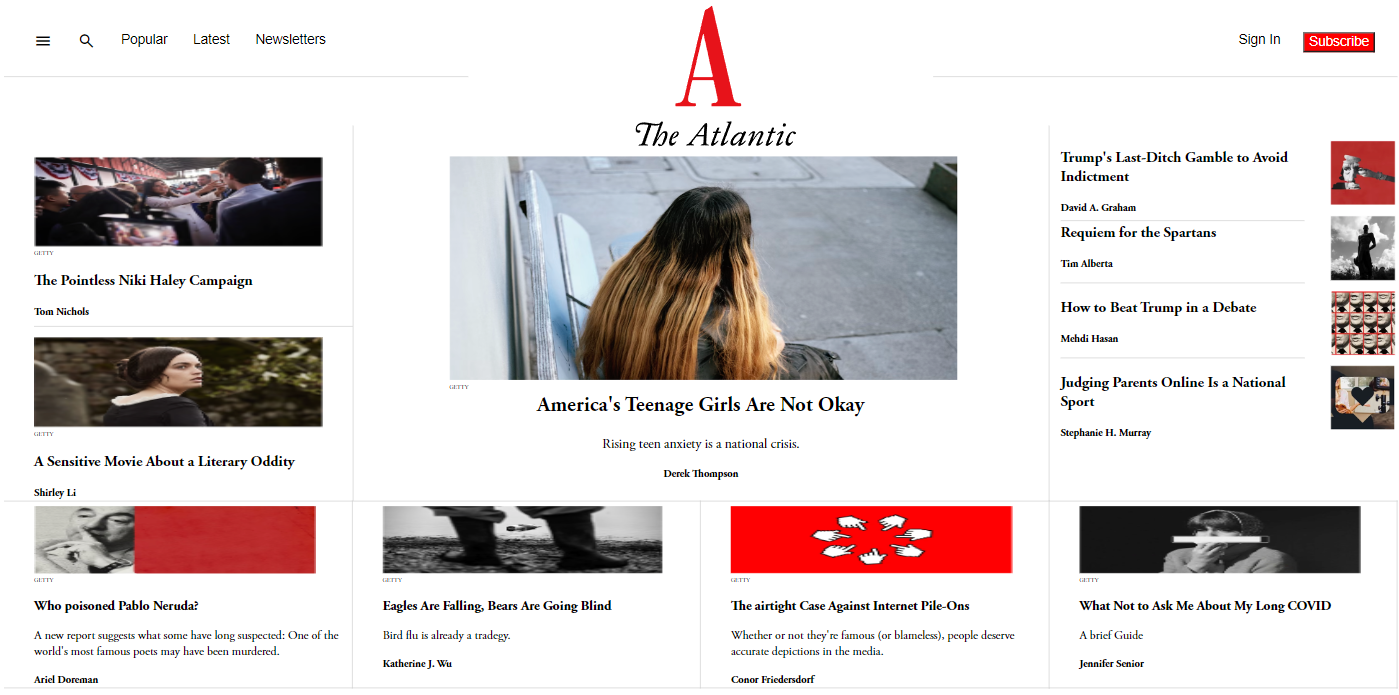 Popular Latest Newsletters
A
The Atlantic
Sign In Subscribe
GETTY
The Pointless Niki Haley Campaign
Tom Nichols
GETTY
A Sensitive Movie About a Literary Oddity
Shirley Li
GETTY
America's Teenage Girls Are Not Okay
Rising teen anxiety is a national crisis.
Derek Thompson
Trump's Last-Ditch Gamble to Avoid
Indictment
David A. Graham
Requiem for the Spartans
Tim Alberta
How to Beat Trump in a Debate
Mehdi Hasan
Judging Parents Online Is a National
Sport
Stephanie H. Murray
GETTY
Who poisoned Pablo Neruda?
A new report suggests what some have long suspected: One of the
world's most famous poets may have been murdered.
Ariel Doreman
GETTY
Eagles Are Falling, Bears Are Going Blind
Bird flu is already a tradegy.
Katherine J. Wu
GETTY
The airtight Case Against Internet Pile-Ons
Whether or not they're famous (or blameless), people deserve
accurate depictions in the media.
Conor Friedersdorf
GETTY
What Not to Ask Me About My Long COVID
A brief Guide
Jennifer Senior